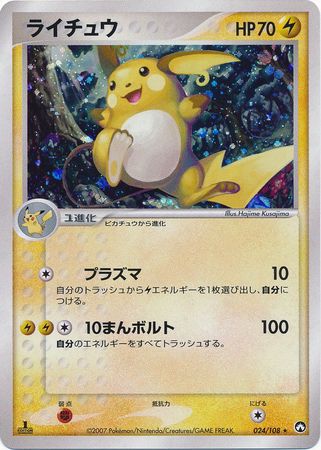 ライチュウ HP70
1進化
ピカチュウから進化
Illus. Hajime Kusajima
プラズマ 10
自分のトラッシュからエネルギーを1枚選び出し、自分に
つける。
10まんボルト 100
自分のエネルギーをすべてトラッシュする。
弱点 抵抗力 にげる
1 EDITION
©2007 Pokémon/Nintendo/Creatures/GAME FREAK.
024/108 ★